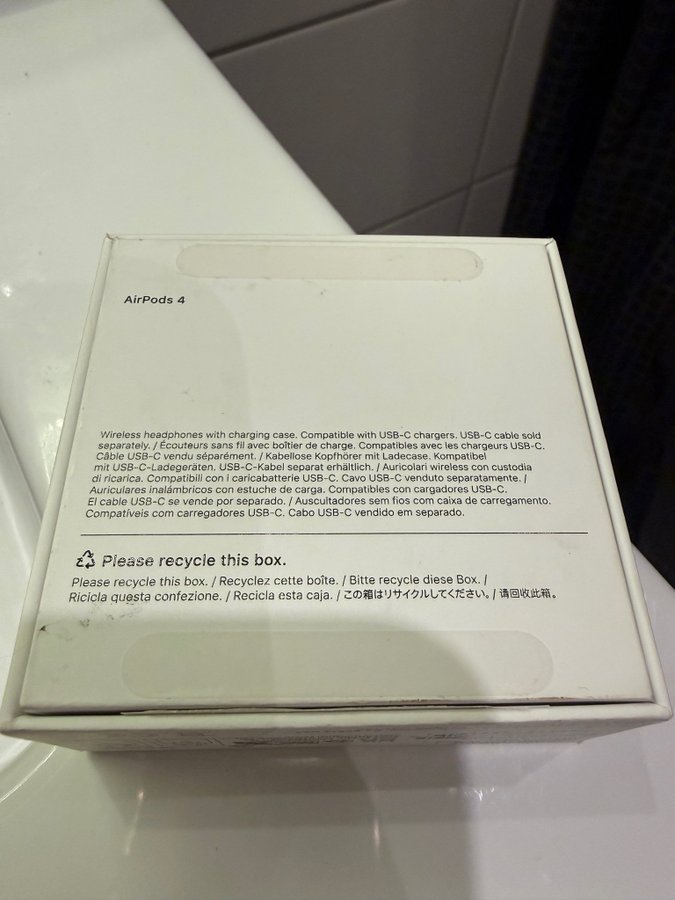 AirPods 4
Wireless headphones with charging case. Compatible with USB-C chargers. USB-C cable sold
separately. / Écouteurs sans fil avec boîtier de charge. Compatibles avec les chargeurs USB-C.
Câble USB-C vendu séparément. / Kabellose Kopfhörer mit Ladecase. Kompatibel
mit USB-C-Ladegeräten. USB-C-Kabel separat erhältlich. / Auricolari wireless con custodia
di ricarica. Compatibili con i caricabatterie USB-C. Cavo USB-C venduto separatamente. /
Auriculares inalámbricos con estuche de carga. Compatibles con cargadores USB-C.
El cable USB-C se vende por separado. / Auscultadores sem fios com caixa de carregamento.
Compatíveis com carregadores USB-C. Cabo USB-C vendido em separado.
Please recycle this box.
Please recycle this box. / Recyclez cette boîte. / Bitte recycle diese Box. /
Ricicla questa confezione. / Recicla esta caja. / この箱はリサイクルしてください。/ 请回收此箱。